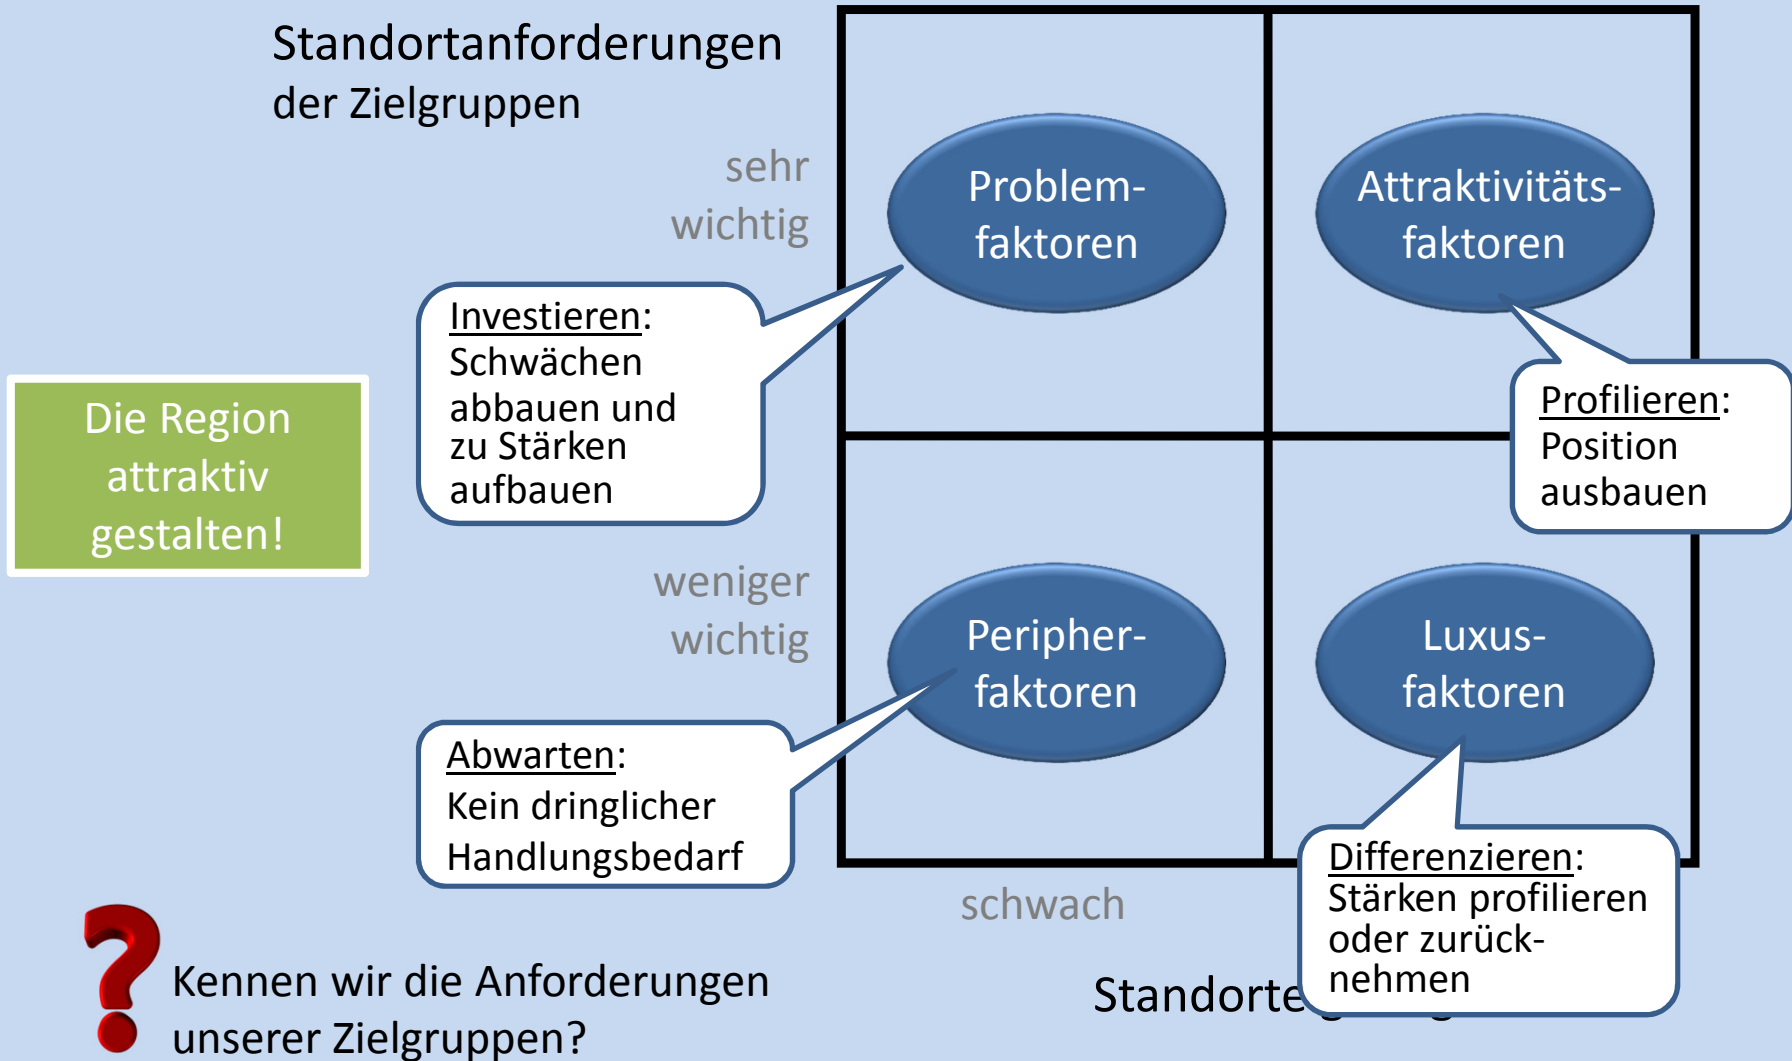 Standortanforderungen
der Zielgruppen
sehr
wichtig
Problem-
faktoren
Attraktivitäts-
faktoren
Investieren:
Schwächen
abbauen und
zu Stärken
aufbauen
Profilieren:
Position
ausbauen
Die Region
attraktiv
gestalten!
weniger
wichtig
Peripher-
faktoren
Luxus-
faktoren
Abwarten:
Kein dringlicher
Handlungsbedarf
Differenzieren:
Stärken profilieren
oder zurück-
nehmen
schwach
Kennen wir die Anforderungen
unserer Zielgruppen?